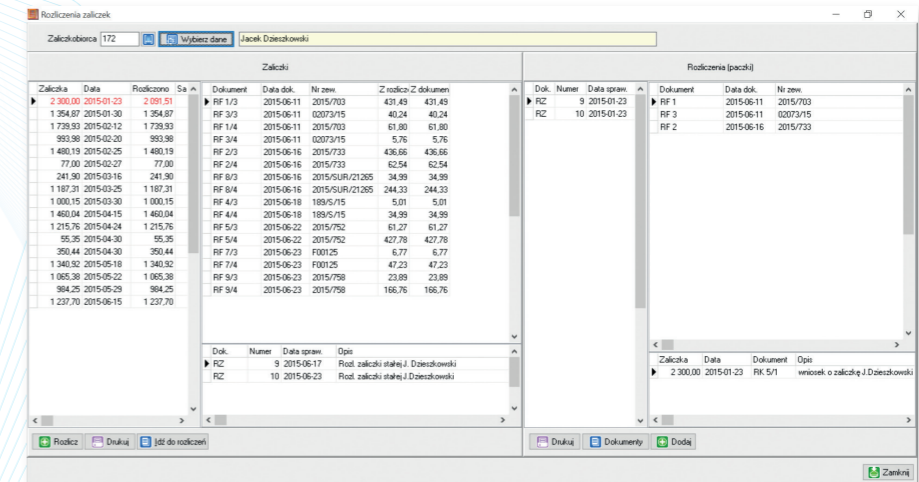 Rozliczenia zaliczek
Zaliczkobiorca 172 Wybierz dane Jacek Dzieszkowski
Zaliczki
Zaliczka Data Rozliczono Sa
2 300,00 2015-01-23 2 091,51
1 354,87 2015-01-30 1 354,87
1 739,93 2015-02-12 1 739,93
993,98 2015-02-20 993,98
1 480,19 2015-02-25 1 480,19
77,00 2015-02-27 77,00
241,90 2015-03-16 241,90
1 187,31 2015-03-25 1 187,31
1 000,15 2015-03-30 1 000,15
1 460,04 2015-04-15 1 460,04
1 215,76 2015-04-24 1 215,76
55,35 2015-04-30 55,35
350,44 2015-04-30 350,44
1 340,92 2015-05-18 1 340,92
1 065,38 2015-05-22 1 065,38
984,25 2015-05-29 984,25
1 237,70 2015-06-15 1 237,70
Dokument Data dok. Nr zew. Z rozlicz Z dokumen
RF 1/3 2015-06-11 2015/703 431,49 431,49
RF 3/3 2015-06-11 02073/15 40,24 40,24
RF 1/4 2015-06-11 2015/703 61,80 61,80
RF 3/4 2015-06-11 02073/15 5,76 5,76
RF 2/3 2015-06-16 2015/733 436,66 436,66
RF 2/4 2015-06-16 2015/733 62,54 62,54
RF 8/3 2015-06-16 2015/SUR/21265 34,99 34,99
RF 8/4 2015-06-16 2015/SUR/21265 244,33 244,33
RF 4/3 2015-06-18 189/S/15 5,01 5,01
RF 4/4 2015-06-18 189/S/15 34,99 34,99
RF 5/3 2015-06-22 2015/752 61,27 61,27
RF 5/4 2015-06-22 2015/752 427,78 427,78
RF 7/3 2015-06-23 F00125 6,77 6,77
RF 7/4 2015-06-23 F00125 47,23 47,23
RF 9/3 2015-06-23 2015/758 23,89 23,89
RF 9/4 2015-06-23 2015/758 166,76 166,76
Dok. Numer Data spraw. Opis
RZ 9 2015-06-17 Rozl. zaliczki stałej J. Dzieszkowski
RZ 10 2015-06-23 Rozl. zaliczki stałej J.Dzieszkowski
Rozlicz Drukuj Idź do rozliczeń
Rozliczenia (paczki)
Dok. Numer Data spraw.
RZ 9 2015-01-23
RZ 10 2015-01-23
Dokument Data dok. Nr zew.
RF 1 2015-06-11 2015/703
RF 3 2015-06-11 02073/15
RF 2 2015-06-16 2015/733
Zaliczka Data Dokument Opis
2 300,00 2015-01-23 RK 5/1 wniosek o zaliczkę J.Dzieszkowski
Drukuj Dokumenty Dodaj
Zamknij